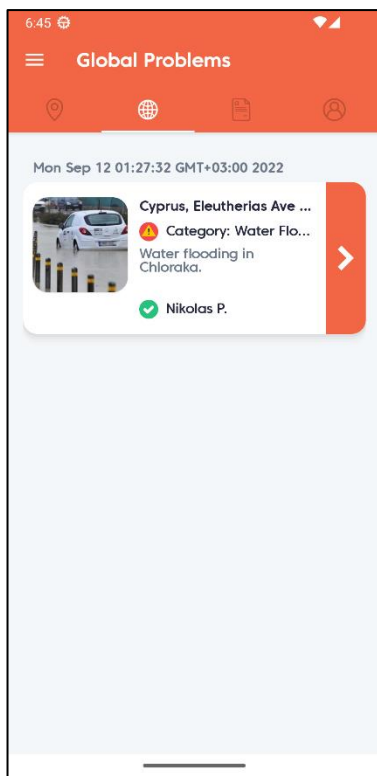 6:45
Global Problems
Mon Sep 12 01:27:32 GMT+03:00 2022
Cyprus, Eleutherias Ave ...
Category: Water Flo...
Water flooding in
Chloraka.
Nikolas P.